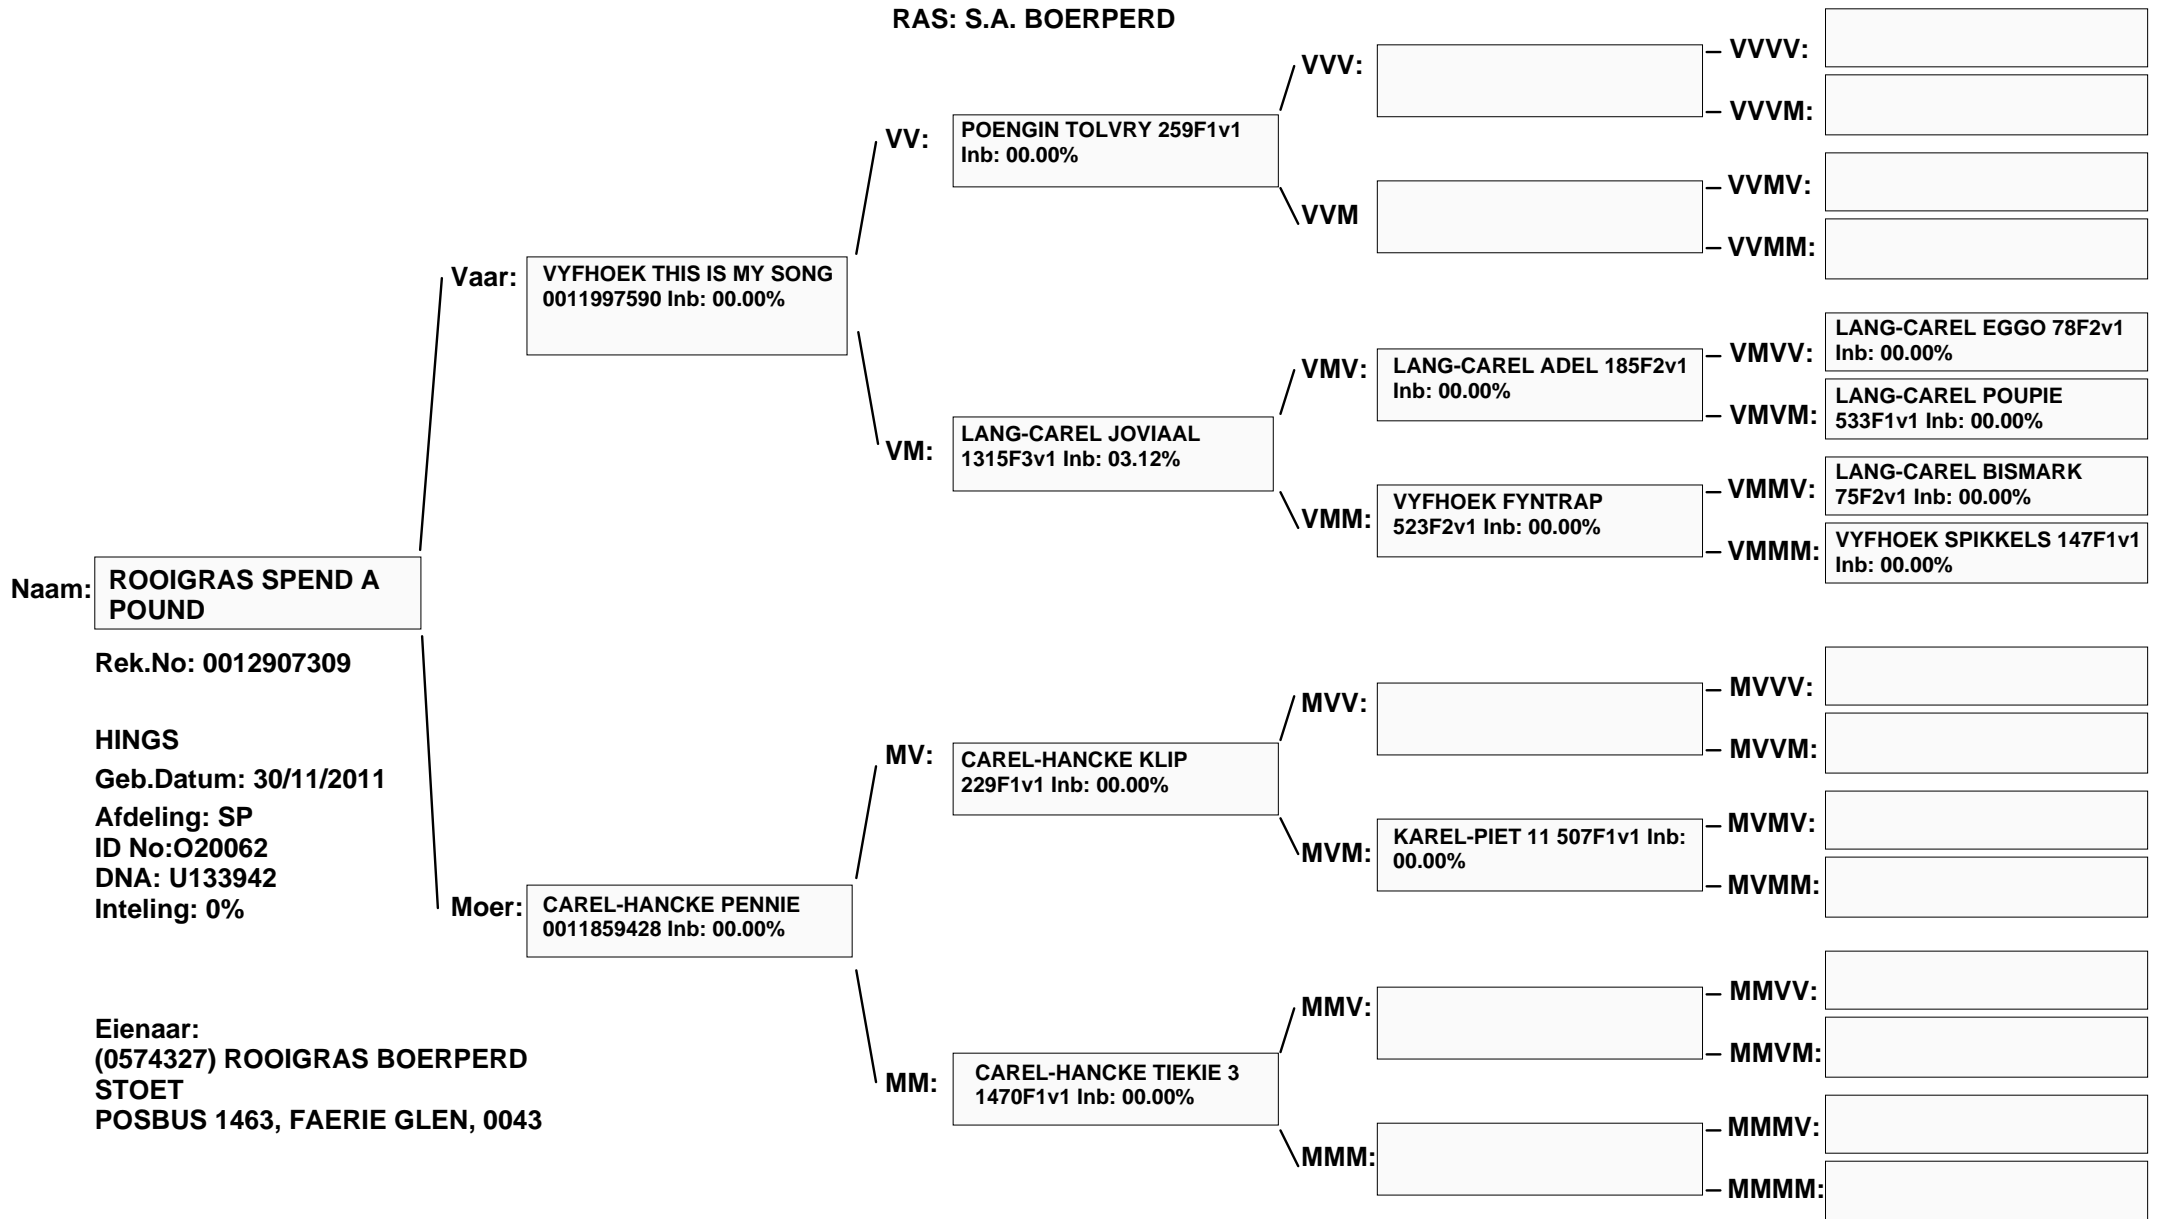 RAS: S.A. BOERPERD
Naam:
ROOIGRAS SPEND A
POUND
Rek.No: 0012907309
HINGS
Geb.Datum: 30/11/2011
Afdeling: SP
ID No:O20062
DNA: U133942
Inteling: 0%
Eienaar:
(0574327) ROOIGRAS BOERPERD
STOET
POSBUS 1463, FAERIE GLEN, 0043
Vaar:
VYFHOEK THIS IS MY SONG
0011997590 Inb: 00.00%
Moer:
CAREL-HANCKE PENNIE
0011859428 Inb: 00.00%
VV:
POENGIN TOLVRY 259F1v1
Inb: 00.00%
VM:
LANG-CAREL JOVIAAL
1315F3v1 Inb: 03.12%
MV:
CAREL-HANCKE KLIP
229F1v1 Inb: 00.00%
MM:
CAREL-HANCKE TIEKIE 3
1470F1v1 Inb: 00.00%
VVV:
VVM
VMV:
LANG-CAREL ADEL 185F2v1
Inb: 00.00%
VMM:
VYFHOEK FYNTRAP
523F2v1 Inb: 00.00%
MVV:
MVM:
KAREL-PIET 11 507F1v1 Inb:
00.00%
MMV:
MMM:
VVVV:
VVVM:
VVMV:
VVMM:
VMVV:
LANG-CAREL EGGO 78F2v1
Inb: 00.00%
VMVM:
LANG-CAREL POUPIE
533F1v1 Inb: 00.00%
VMMV:
LANG-CAREL BISMARK
75F2v1 Inb: 00.00%
VMMM:
VYFHOEK SPIKKELS 147F1v1
Inb: 00.00%
MVVV:
MVVM:
MVMV:
MVMM:
MMVV:
MMVM:
MMMV:
MMMM: